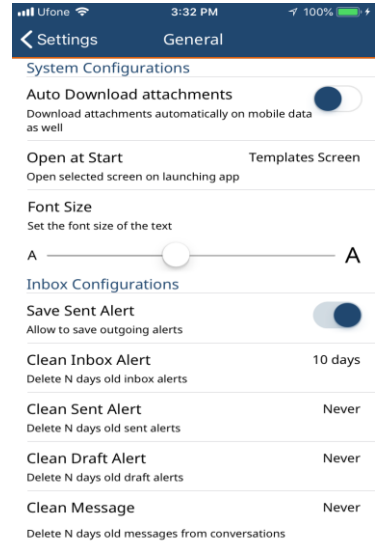 Ufone 3:32 PM 100%
Settings General
System Configurations
Auto Download attachments
Download attachments automatically on mobile data
as well
Open at Start Templates Screen
Open selected screen on launching app
Font Size
Set the font size of the text
A A
Inbox Configurations
Save Sent Alert
Allow to save outgoing alerts
Clean Inbox Alert 10 days
Delete N days old inbox alerts
Clean Sent Alert Never
Delete N days old sent alerts
Clean Draft Alert Never
Delete N days old draft alerts
Clean Message Never
Delete N days old messages from conversations